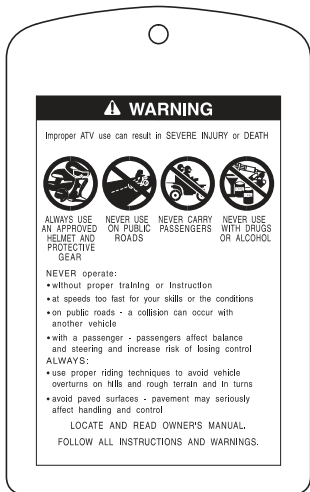 WARNING
Improper ATV use can result in SEVERE INJURY or DEATH
ALWAYS USE
AN APPROVED
HELMET AND
PROTECTIVE
GEAR
NEVER USE
ON PUBLIC
ROADS
NEVER CARRY
PASSENGERS
NEVER USE
WITH DRUGS
OR ALCOHOL
NEVER operate:
• without proper training or instruction
• at speeds too fast for your skills or the conditions
• on public roads - a collision can occur with
another vehicle
• with a passenger - passengers affect balance
and steering and increase risk of losing control
ALWAYS:
• use proper riding techniques to avoid vehicle
overturns on hills and rough terrain and in turns
• avoid paved surfaces - pavement may seriously
affect handling and control
LOCATE AND READ OWNER'S MANUAL.
FOLLOW ALL INSTRUCTIONS AND WARNINGS.